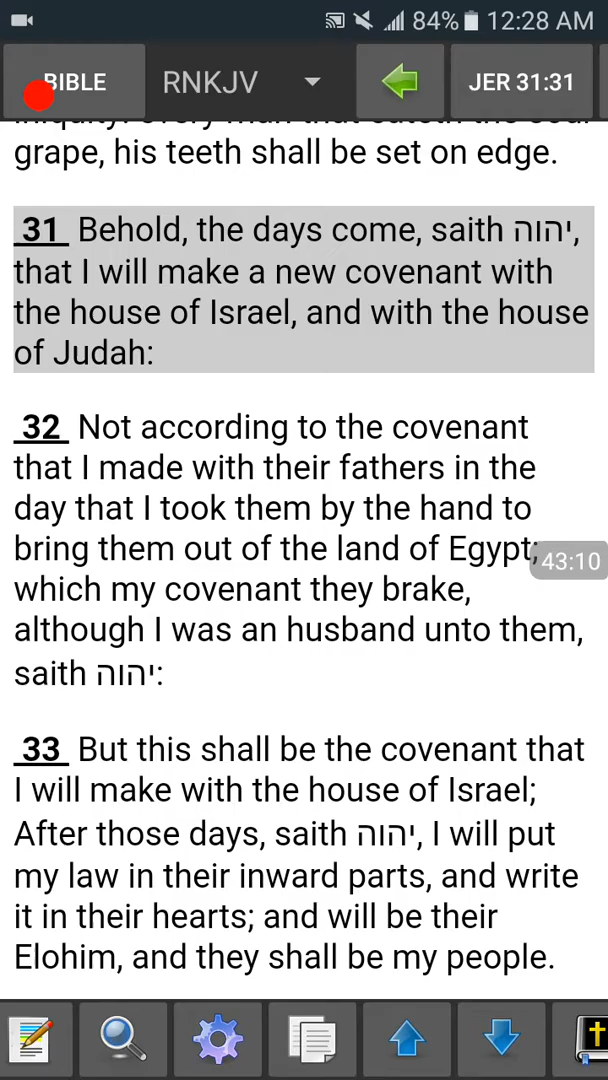 84% 12:28 AM
BIBLE RNKJV JER 31:31
grape, his teeth shall be set on edge.
31 Behold, the days come, saith יהוה,
that I will make a new covenant with
the house of Israel, and with the house
of Judah:
32 Not according to the covenant
that I made with their fathers in the
day that I took them by the hand to
bring them out of the land of Egypt;
43:10
which my covenant they brake,
although I was an husband unto them,
saith יהוה:
33 But this shall be the covenant that
I will make with the house of Israel;
After those days, saith יהוה, I will put
my law in their inward parts, and write
it in their hearts; and will be their
Elohim, and they shall be my people.